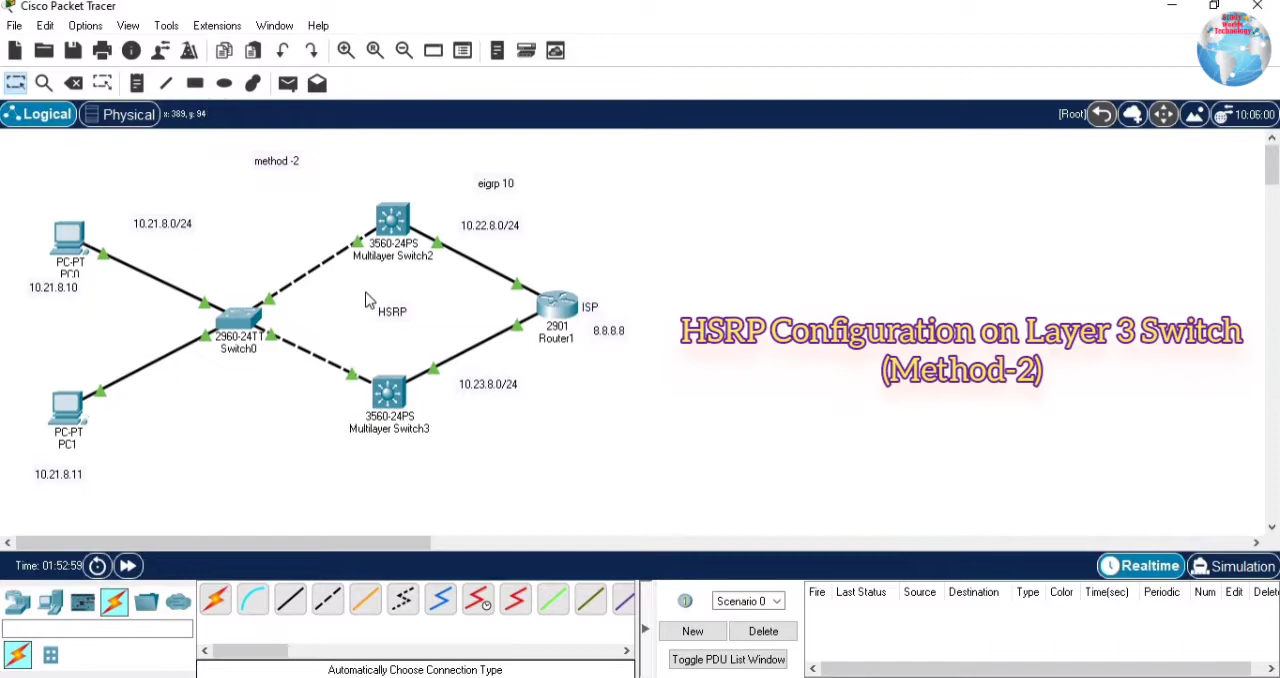 Cisco Packet Tracer
File Edit Options View Tools Extensions Window Help
Study
World
Technology
Logical Physical x: 389, y: 94
[Root] 10:06:00
method -2
eigrp 10
10.21.8.0/24
10.22.8.0/24
3560-24PS
Multilayer Switch2
PC-PT
PC0
10.21.8.10
HSRP
ISP
2901
Router1
8.8.8.8
2960-24TT
Switch0
HSRP Configuration on Layer 3 Switch
(Method-2)
10.23.8.0/24
3560-24PS
Multilayer Switch3
PC-PT
PC1
10.21.8.11
Time: 01:52:59
Realtime Simulation
Scenario 0
New Delete
Toggle PDU List Window
Fire Last Status Source Destination Type Color Time(sec) Periodic Num Edit Delet
Automatically Choose Connection Type